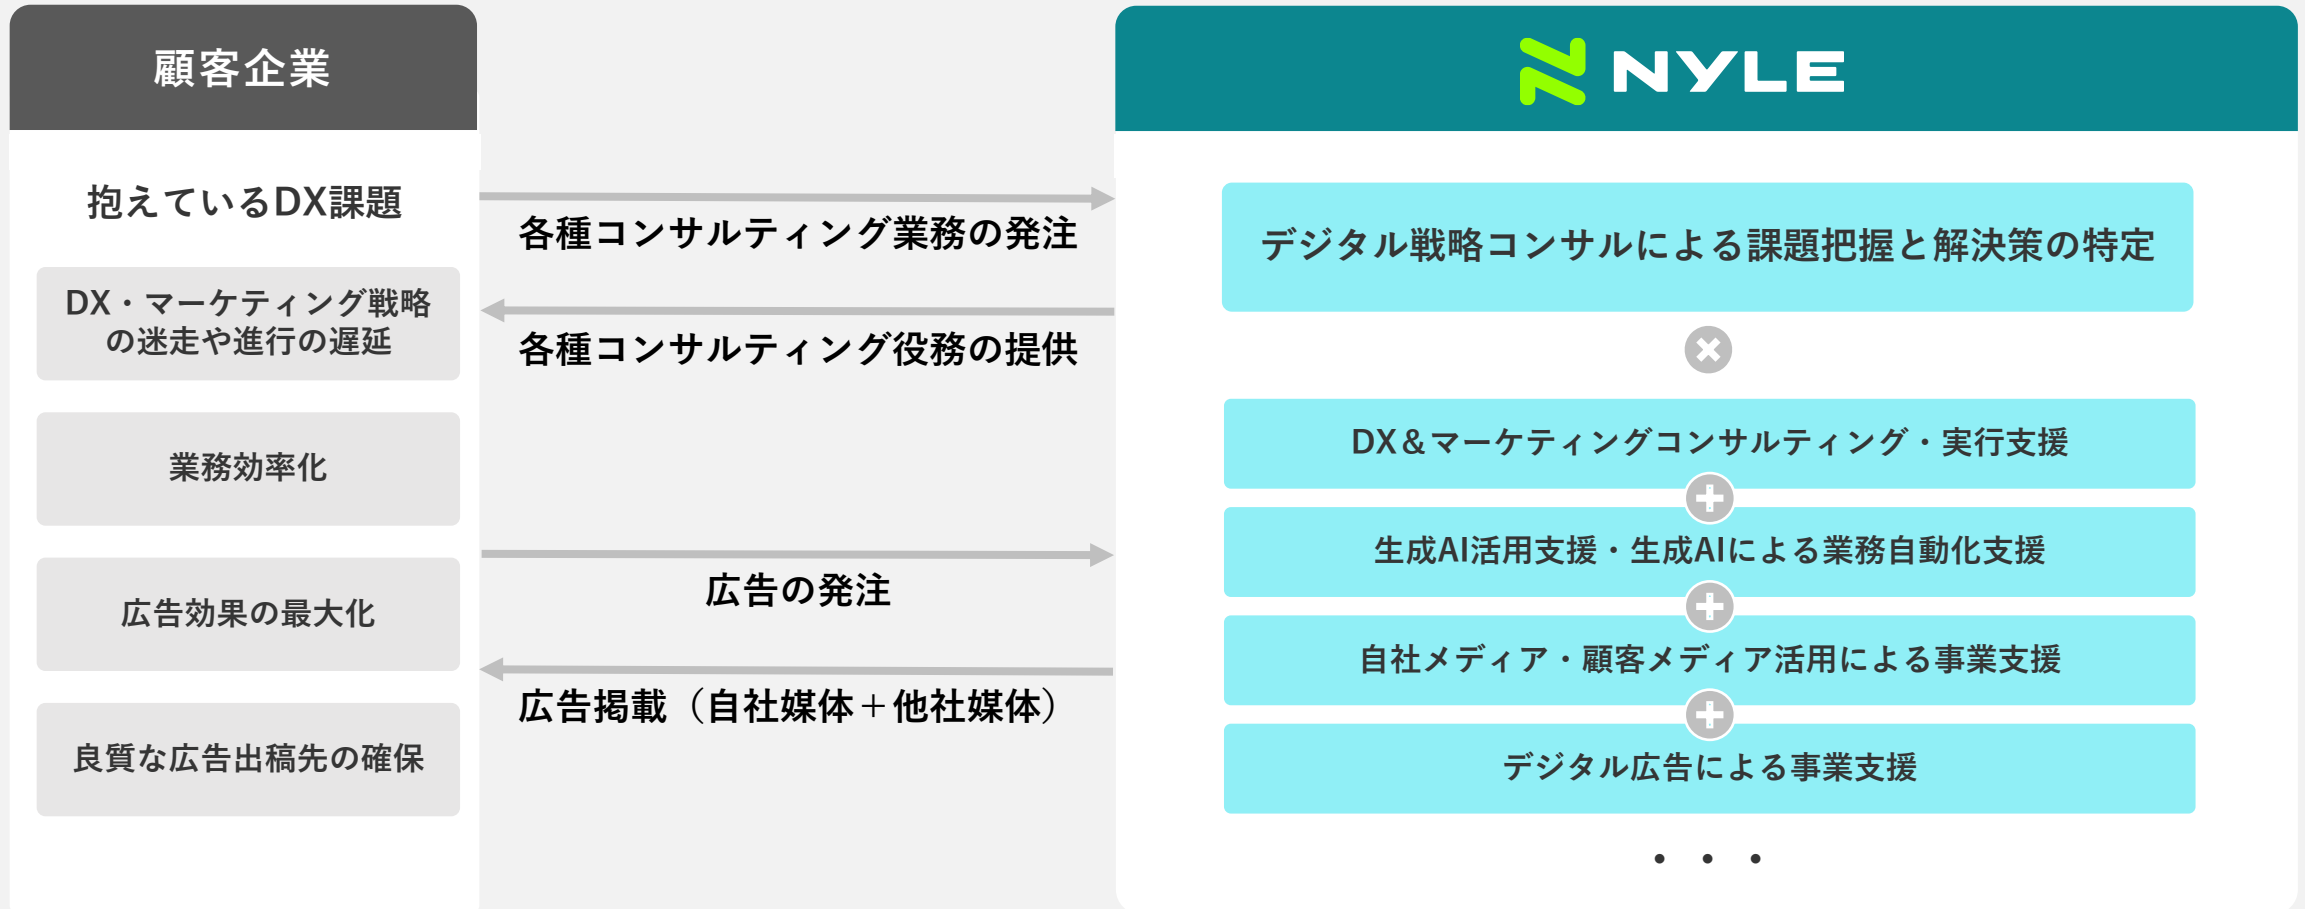 顧客企業
抱えているDX課題
DX・マーケティング戦略
の迷走や進行の遅延
業務効率化
広告効果の最大化
良質な広告出稿先の確保
各種コンサルティング業務の発注
各種コンサルティング役務の提供
広告の発注
広告掲載（自社媒体＋他社媒体）
NYLE
デジタル戦略コンサルによる課題把握と解決策の特定
DX＆マーケティングコンサルティング・実行支援
生成AI活用支援・生成AIによる業務自動化支援
自社メディア・顧客メディア活用による事業支援
デジタル広告による事業支援
・・・